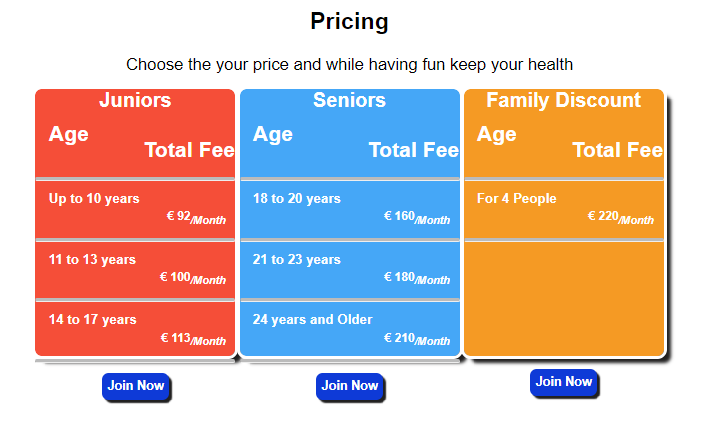 Pricing
Choose the your price and while having fun keep your health
Juniors
Age
Total Fee
Up to 10 years
€ 92/Month
11 to 13 years
€ 100/Month
14 to 17 years
€ 113/Month
Join Now
Seniors
Age
Total Fee
18 to 20 years
€ 160/Month
21 to 23 years
€ 180/Month
24 years and Older
€ 210/Month
Join Now
Family Discount
Age
Total Fee
For 4 People
€ 220/Month
Join Now